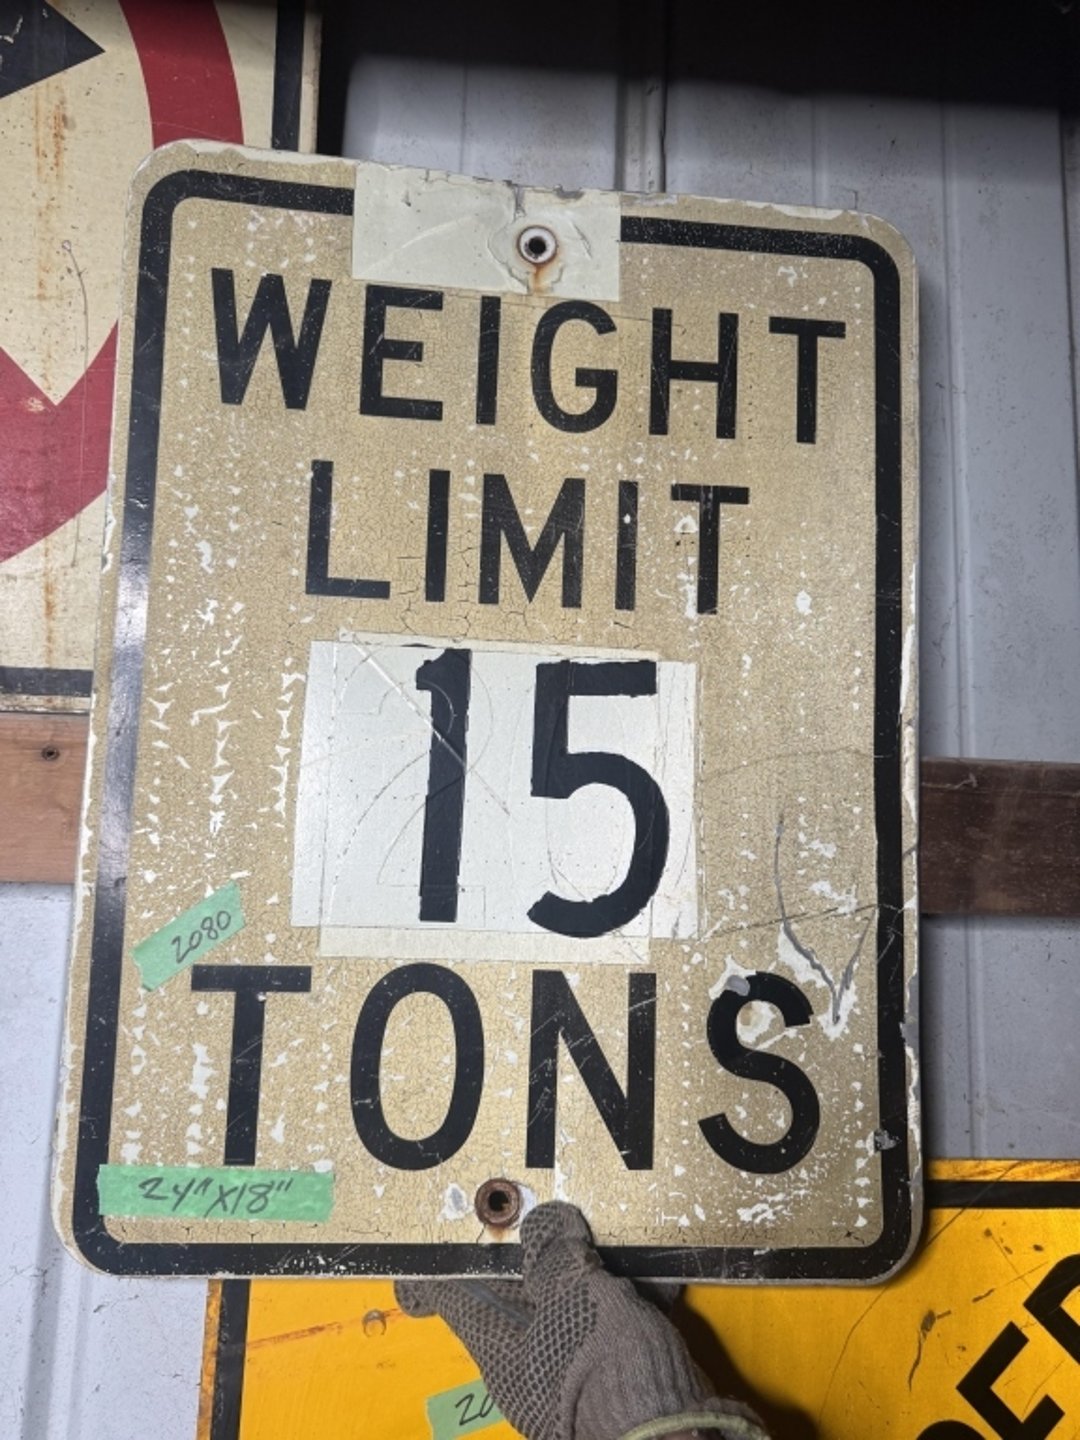 WEIGHT
LIMIT
15
2080
TONS
24"X18"